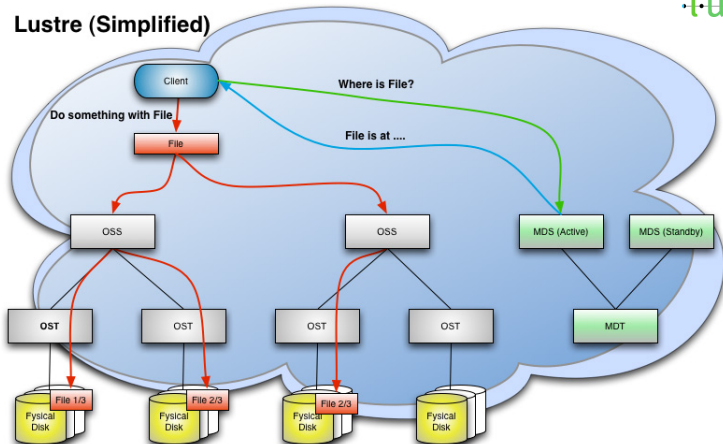 Lustre (Simplified)
Client
Where is File?
Do something with File
File is at ....
File
OSS
OSS
MDS (Active)
MDS (Standby)
OST
OST
OST
OST
MDT
File 1/3
File 2/3
File 2/3
Fysical
Disk
Fysical
Disk
Fysical
Disk
Fysical
Disk